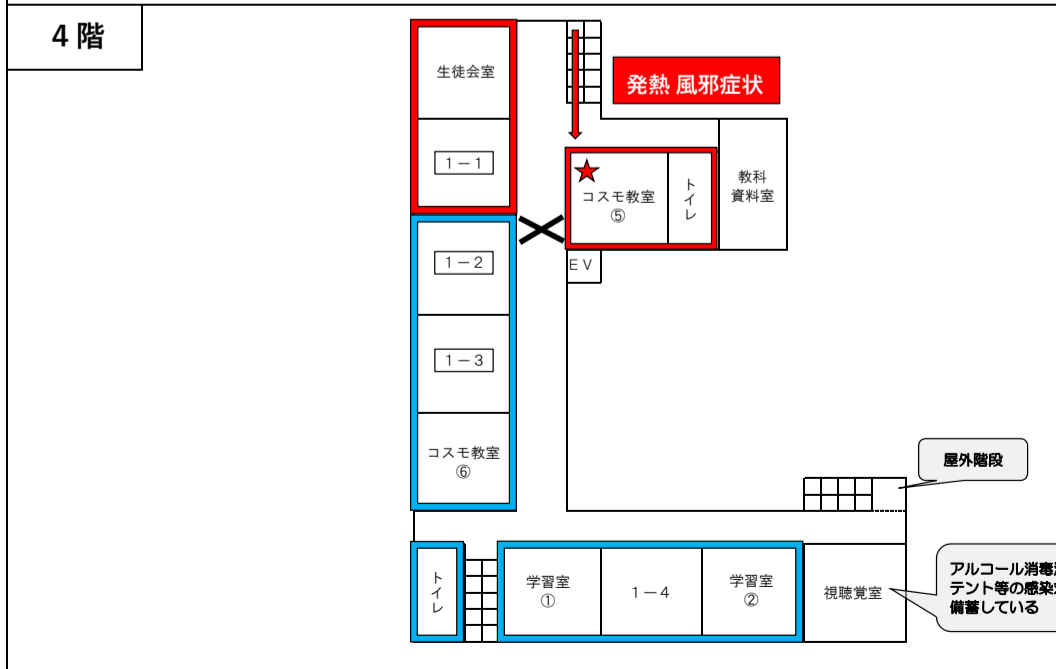 4階
生徒会室
発熱 風邪症状
1－1
コスモ教室
⑤
トイレ
教科
資料室
1－2
EV
1－3
コスモ教室
⑥
屋外階段
トイレ
学習室
①
1－4
学習室
②
視聴覚室
アルコール消毒
テント等の感染
備蓄している